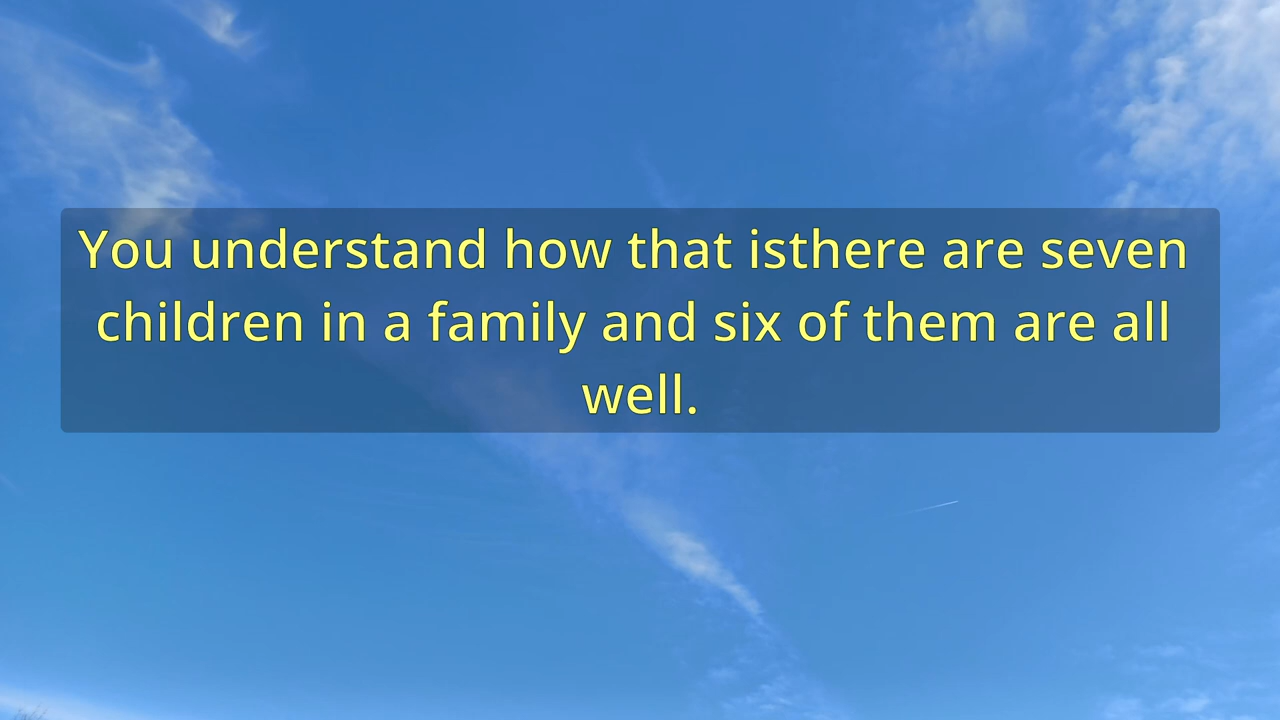 You understand how that isthere are seven
children in a family and six of them are all
well.